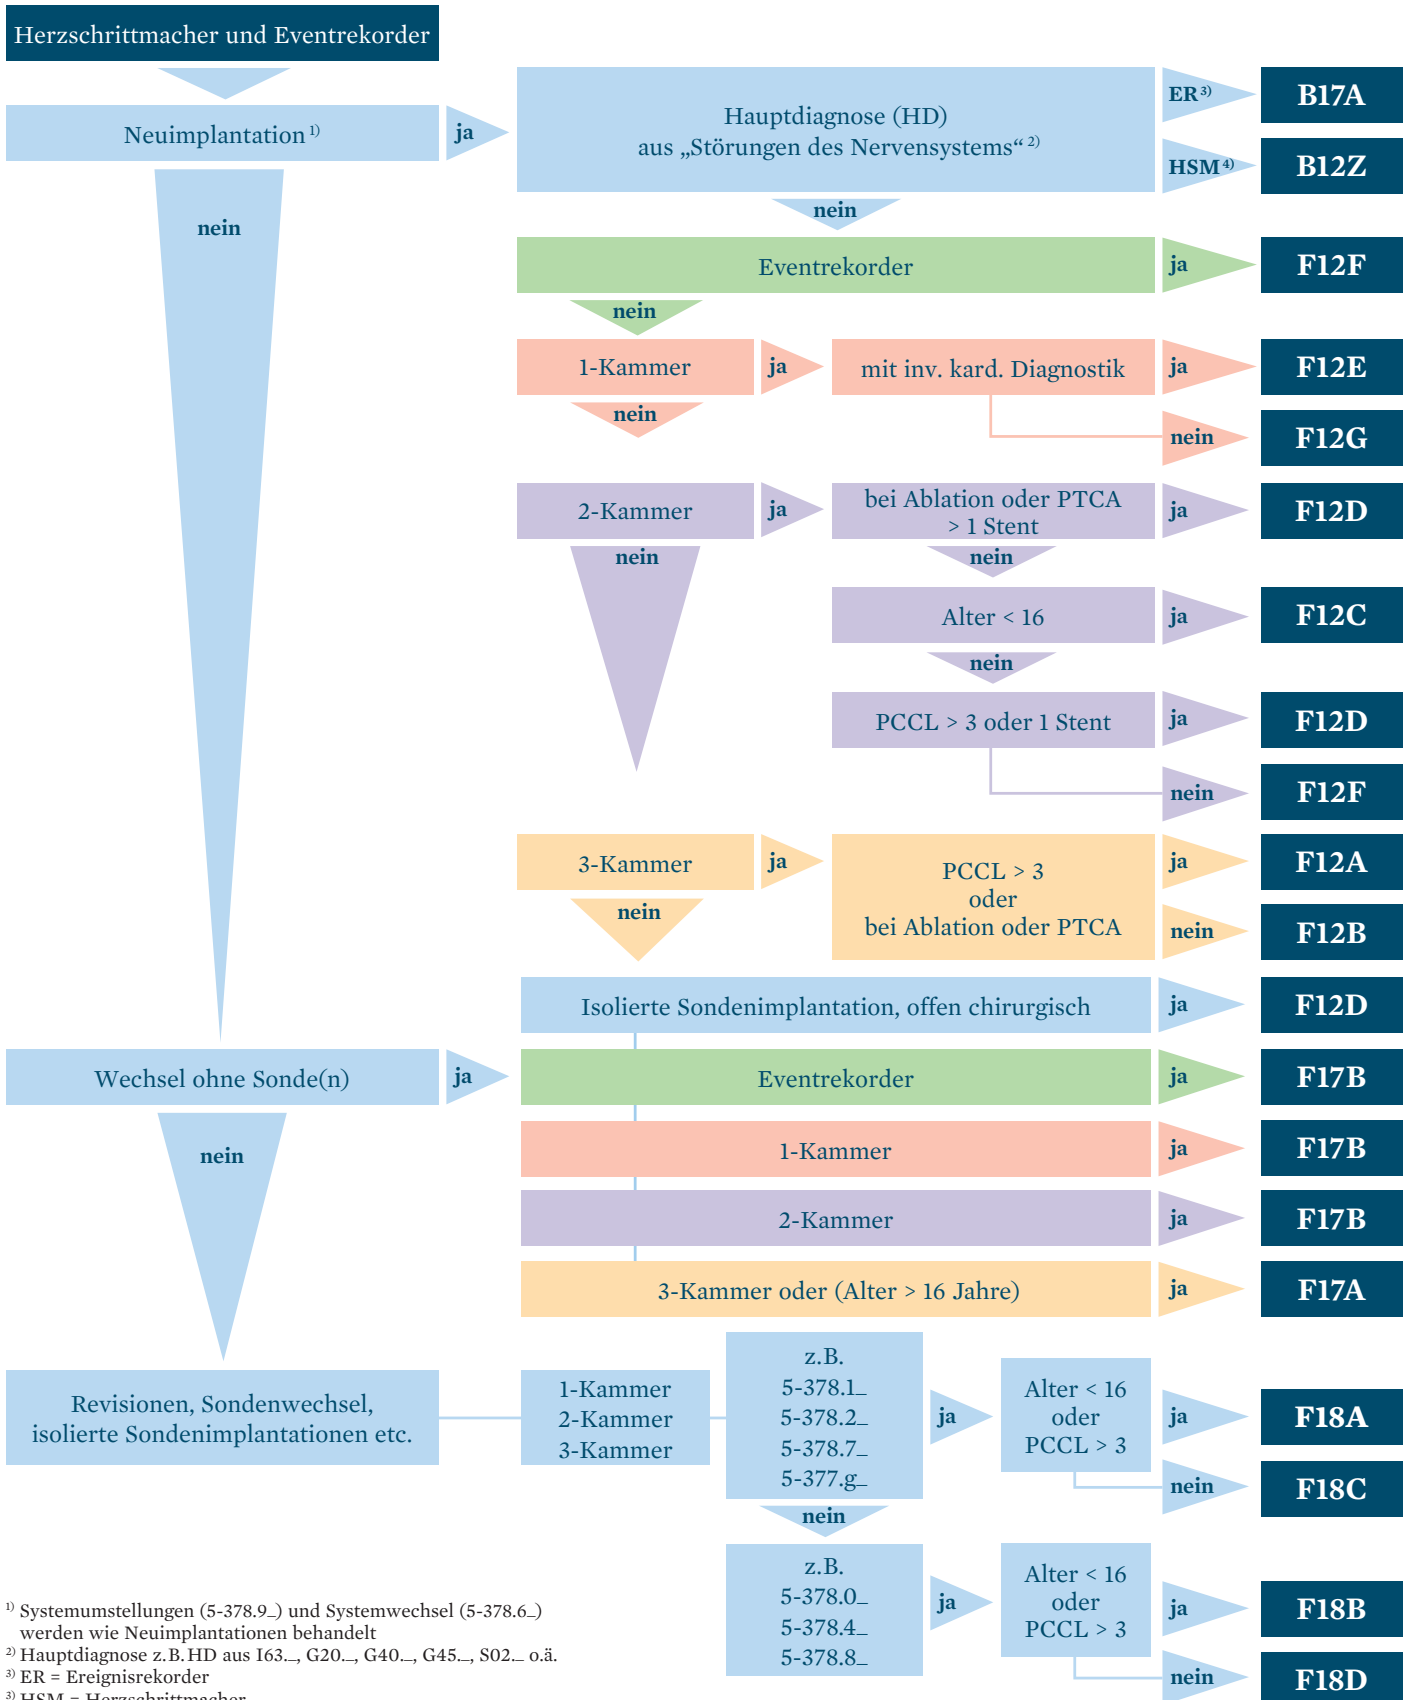 Herzschrittmacher und Eventrekorder
Neuimplantation 1)
ja
Hauptdiagnose (HD)
aus „Störungen des Nervensystems“ 2)
ER 3)
B17A
HSM 4)
B12Z
nein
nein
Eventrekorder
ja
F12F
nein
1-Kammer
ja
mit inv. kard. Diagnostik
ja
F12E
nein
nein
F12G
2-Kammer
ja
bei Ablation oder PTCA
> 1 Stent
ja
F12D
nein
nein
Alter < 16
ja
F12C
nein
PCCL > 3 oder 1 Stent
ja
F12D
nein
F12F
3-Kammer
ja
PCCL > 3
oder
bei Ablation oder PTCA
ja
F12A
nein
F12B
nein
Isolierte Sondenimplantation, offen chirurgisch
ja
F12D
Wechsel ohne Sonde(n)
ja
Eventrekorder
ja
F17B
1-Kammer
ja
F17B
nein
2-Kammer
ja
F17B
3-Kammer oder (Alter > 16 Jahre)
ja
F17A
Revisionen, Sondenwechsel,
isolierte Sondenimplantationen etc.
1-Kammer
2-Kammer
3-Kammer
z.B.
5-378.1_
5-378.2_
5-378.7_
5-377.g_
ja
Alter < 16
oder
PCCL > 3
ja
F18A
nein
F18C
nein
z.B.
5-378.0_
5-378.4_
5-378.8_
ja
Alter < 16
oder
PCCL > 3
ja
F18B
nein
F18D
1) Systemumstellungen (5-378.9_) und Systemwechsel (5-378.6_)
werden wie Neuimplantationen behandelt
2) Hauptdiagnose z.B. HD aus I63._, G20._, G40._, G45._, S02._ o.ä.
3) ER = Ereignisrekorder
3) HSM = Herzschrittmacher